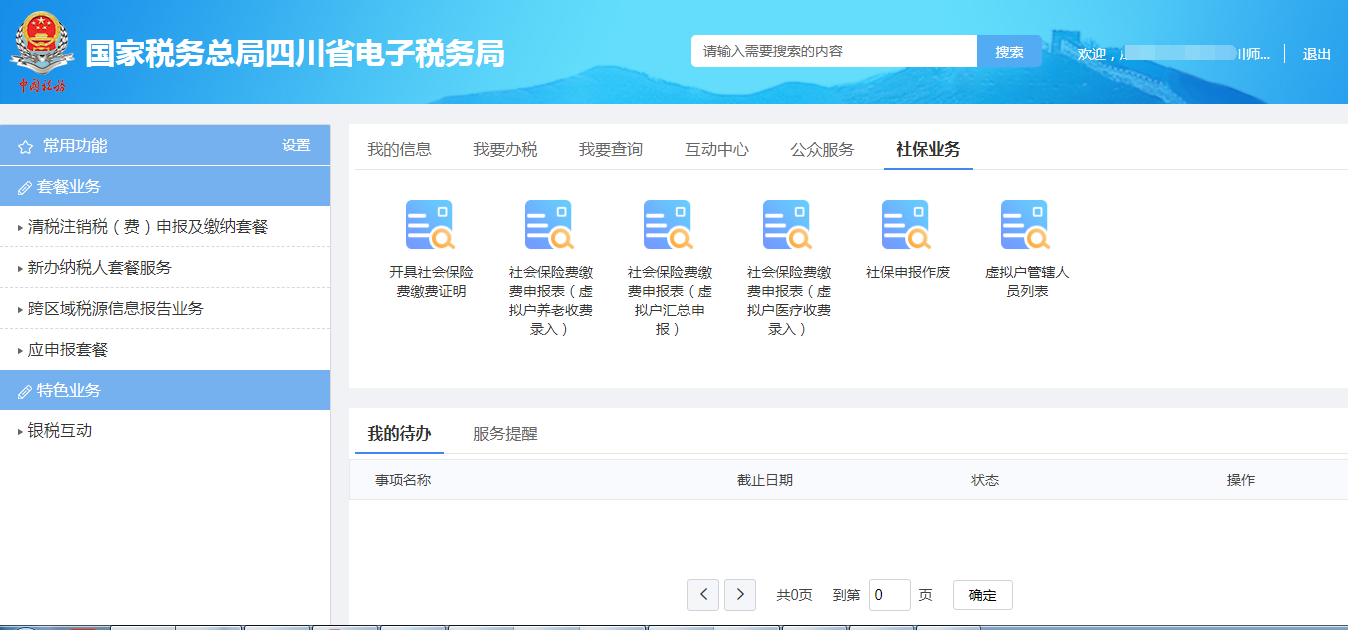 国家税务总局四川省电子税务局
中国税务
请输入需要搜索的内容
搜索
欢迎，
川师...
退出
常用功能
设置
套餐业务
清税注销税（费）申报及缴纳套餐
新办纳税人套餐服务
跨区域税源信息报告业务
应申报套餐
特色业务
银税互动
我的信息 我要办税 我要查询 互动中心 公众服务 社保业务
开具社会保险
费缴费证明
社会保险费缴
费申报表（虚
拟户养老收费
录入）
社会保险费缴
费申报表（虚
拟户汇总申
报）
社会保险费缴
费申报表（虚
拟户医疗收费
录入）
社保申报作废
虚拟户管辖人
员列表
我的待办 服务提醒
事项名称 截止日期 状态 操作
共0页 到第 0 页 确定